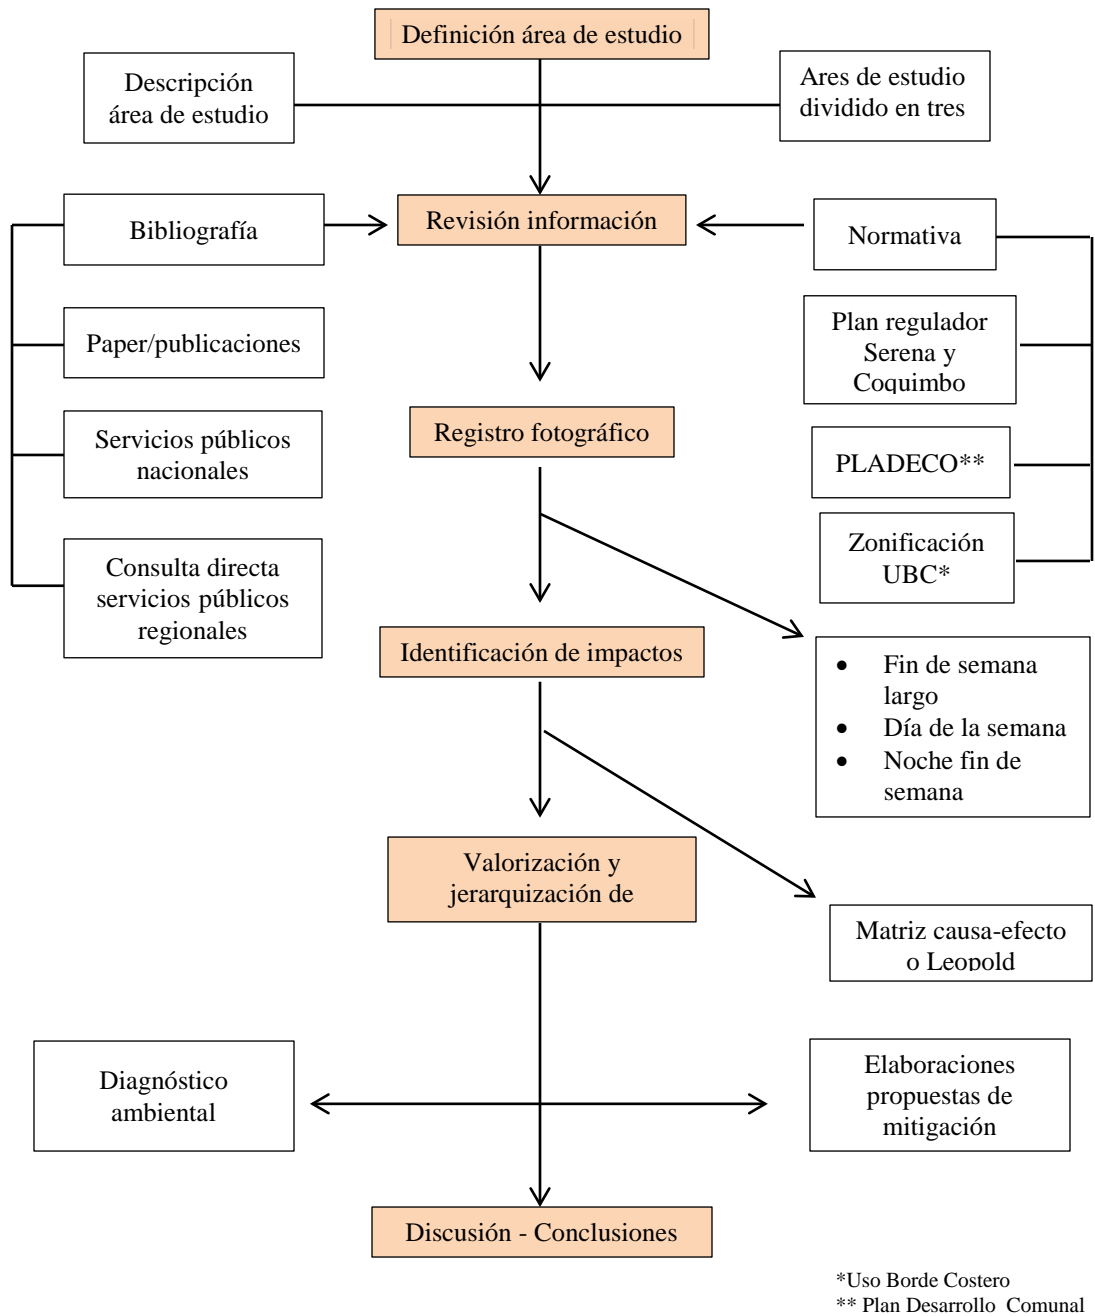 Definición área de estudio
Descripción
área de estudio
Ares de estudio
dividido en tres
Bibliografía
Revisión información
Normativa
Paper/publicaciones
Plan regulador
Serena y
Coquimbo
Servicios públicos
nacionales
Registro fotográfico
PLADECO**
Consulta directa
servicios públicos
regionales
Zonificación
UBC*
Identificación de impactos
• Fin de semana
largo
• Día de la semana
• Noche fin de
semana
Valorización y
jerarquización de
Matriz causa-efecto
o Leopold
Diagnóstico
ambiental
Elaboraciones
propuestas de
mitigación
Discusión - Conclusiones
*Uso Borde Costero
** Plan Desarrollo Comunal